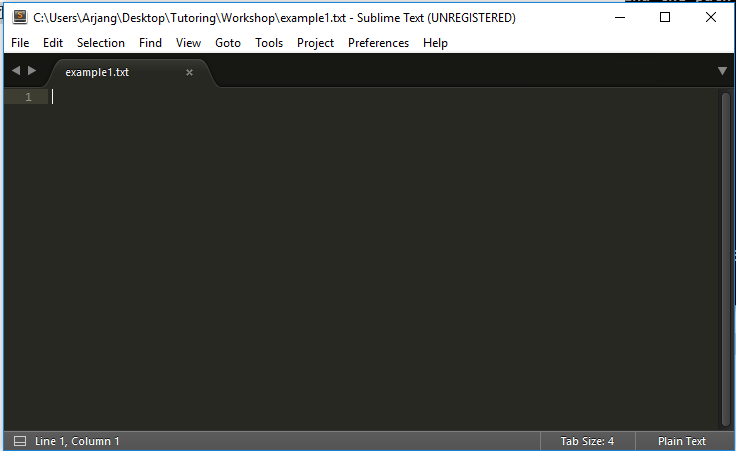 C:\Users\Arjang\Desktop\Tutoring\Workshop\example1.txt - Sublime Text (UNREGISTERED)
File Edit Selection Find View Goto Tools Project Preferences Help
example1.txt
1
Line 1, Column 1 Tab Size: 4 Plain Text